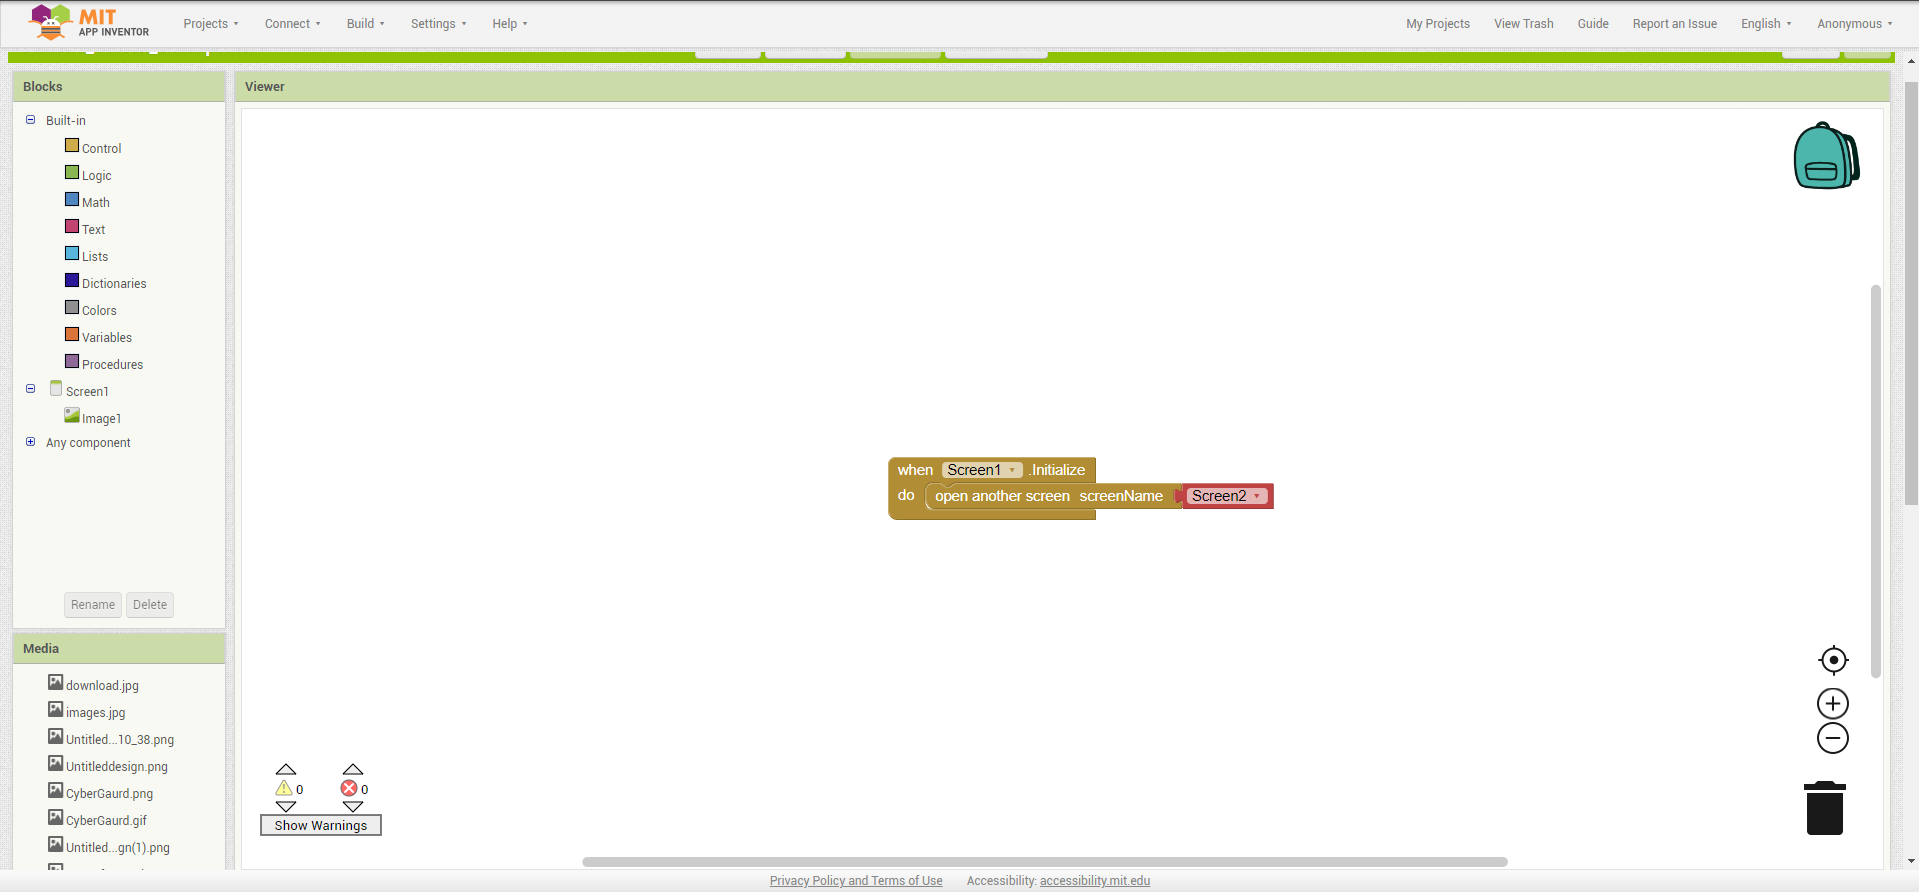 MIT
APP INVENTOR
Projects Connect Build Settings Help My Projects View Trash Guide Report an Issue English Anonymous
Blocks
Built-in
Control
Logic
Math
Text
Lists
Dictionaries
Colors
Variables
Procedures
Screen1
Image1
Any component
Rename Delete
Media
download.jpg
images.jpg
Untitled...10_38.png
Untitleddesign.png
CyberGaurd.png
CyberGaurd.gif
Untitled...gn(1).png
Viewer
when Screen1 .Initialize
do open another screen screenName Screen2
0 0
Show Warnings
Privacy Policy and Terms of Use Accessibility: accessibility.mit.edu